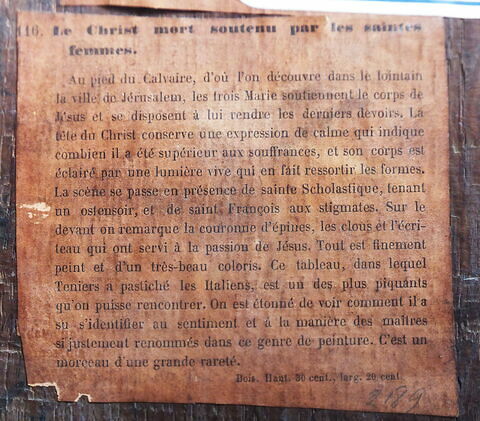 116. Le Christ mort soutenu par les saintes
femmes.
Au pied du Calvaire, d'où l'on découvre dans le lointain
la ville de Jérusalem, les trois Marie soutiennent le corps de
Jésus et se disposent à lui rendre les derniers devoirs. La
tête du Christ conserve une expression de calme qui indique
combien il a été supérieur aux souffrances, et son corps est
éclairé par une lumière vive qui en fait ressortir les formes.
La scène se passe en présence de sainte Scholastique, tenant
un ostensoir, et de saint François aux stigmates. Sur le
devant on remarque la couronne d'épines, les clous et l'écri-
teau qui ont servi à la passion de Jésus. Tout est finement
peint et d'un très-beau coloris. Ce tableau, dans lequel
Teniers a pastiché les Italiens, est un des plus piquants
qu'on puisse rencontrer. On est étonné de voir comment il a
su s'identifier au sentiment et à la manière des maîtres
si justement renommés dans ce genre de peinture. C'est un
morceau d'une grande rareté.
Bois. Haut. 30 cent., larg. 20 cent.
2189